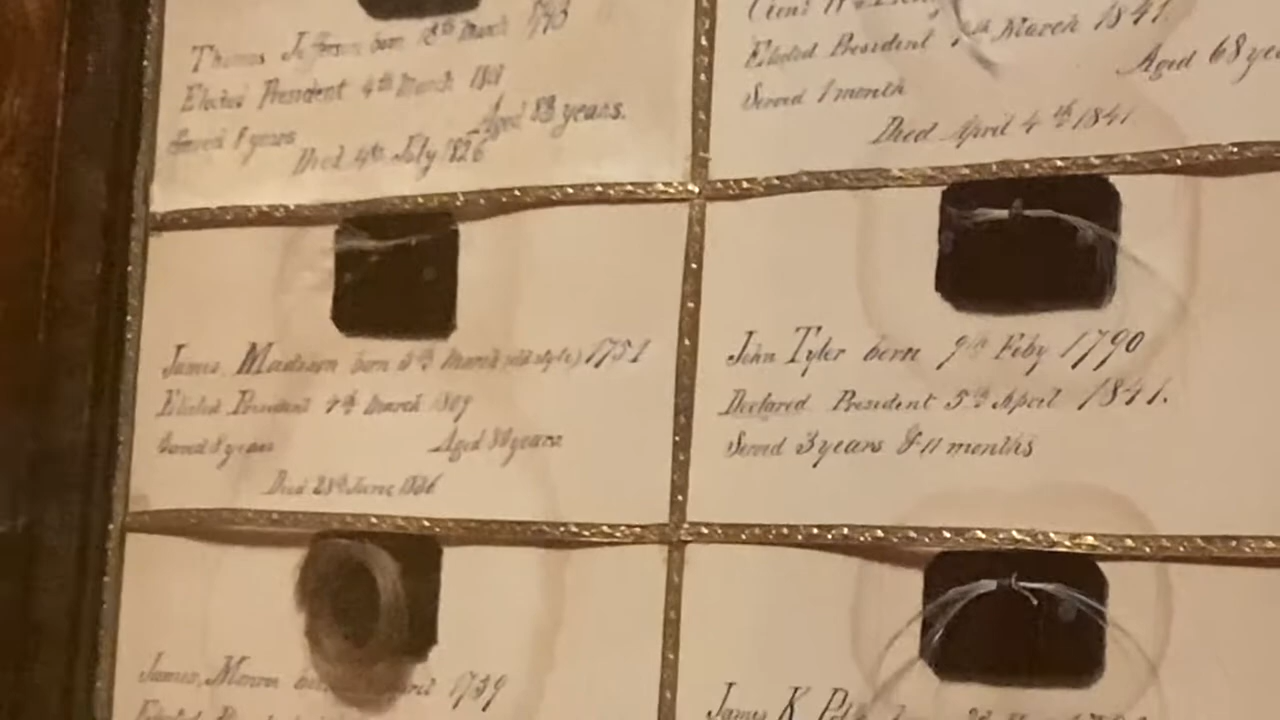 Thomas Jefferson born March 1743
Elected President 4th March 1801
Served 8 years
Aged 83 years.
Died 4th July 1826
March 1841
Elected President 4th March 1841
Aged 68
Served 1 month
Died April 4th 1841
James Madison born 5th March (old style) 1751
Elected President 4th March 1809
Served 8 years
Aged years
Died 28th June 1836
John Tyler born 9th Feby 1790
Declared President 5th April 1841.
Served 3 years & 11 months
James, Monroe 1759
Elected
James K